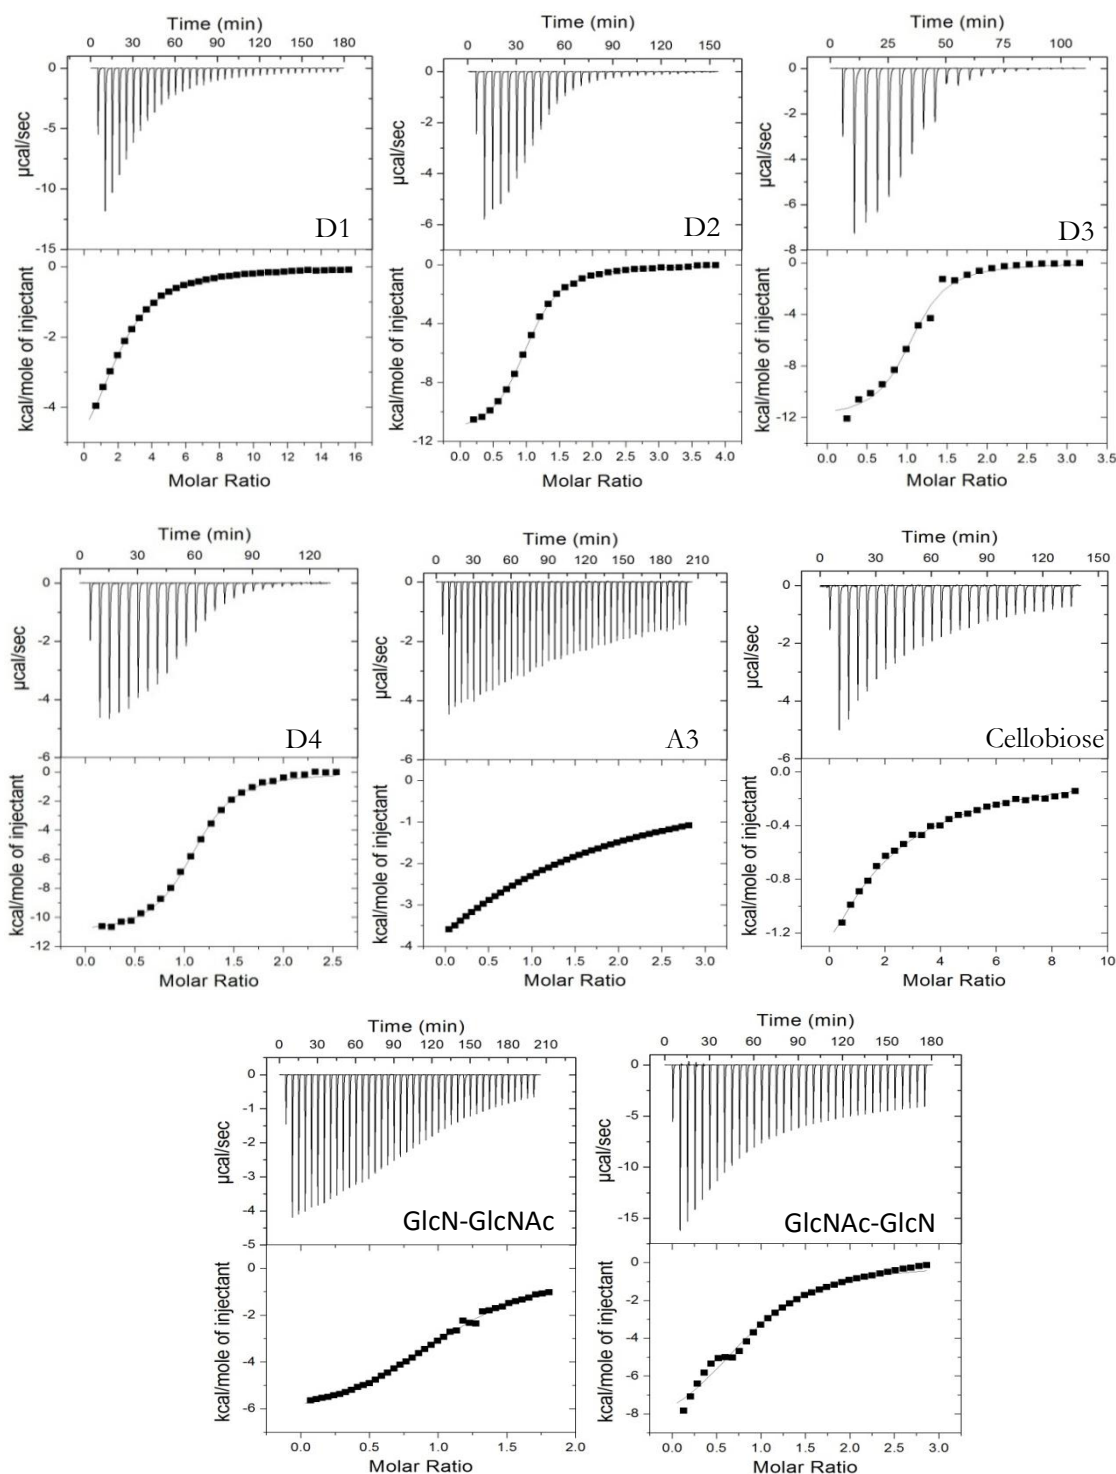 Time (min)
0 30 60 90 120 150 180
0
-5
-10
-15
µcal/sec
D1
0
-2
-4
kcal/mole of injectant
0 2 4 6 8 10 12 14 16
Molar Ratio
Time (min)
0 30 60 90 120 150
0
-2
-4
-6
µcal/sec
D2
0
-4
-8
-12
kcal/mole of injectant
0.0 0.5 1.0 1.5 2.0 2.5 3.0 3.5 4.0
Molar Ratio
Time (min)
0 25 50 75 100
0
-2
-4
-6
-8
µcal/sec
D3
0
-4
-8
-12
kcal/mole of injectant
0.0 0.5 1.0 1.5 2.0 2.5 3.0 3.5
Molar Ratio
Time (min)
0 30 60 90 120
0
-2
-4
-6
µcal/sec
D4
0
-2
-4
-6
-8
-10
-12
kcal/mole of injectant
0.0 0.5 1.0 1.5 2.0 2.5
Molar Ratio
Time (min)
0 30 60 90 120 150 180 210
0
-2
-4
-6
µcal/sec
A3
0
-1
-2
-3
-4
kcal/mole of injectant
0.0 0.5 1.0 1.5 2.0 2.5 3.0
Molar Ratio
Time (min)
0 30 60 90 120 150
0
-2
-4
-6
µcal/sec
Cellobiose
0.0
-0.4
-0.8
-1.2
kcal/mole of injectant
0 2 4 6 8 10
Molar Ratio
Time (min)
0 30 60 90 120 150 180 210
0
-1
-2
-3
-4
-5
µcal/sec
GlcN-GlcNAc
0
-2
-4
-6
kcal/mole of injectant
0.0 0.5 1.0 1.5 2.0
Molar Ratio
Time (min)
0 30 60 90 120 150 180
0
-5
-10
-15
µcal/sec
GlcNAc-GlcN
0
-2
-4
-6
-8
kcal/mole of injectant
0.0 0.5 1.0 1.5 2.0 2.5 3.0
Molar Ratio